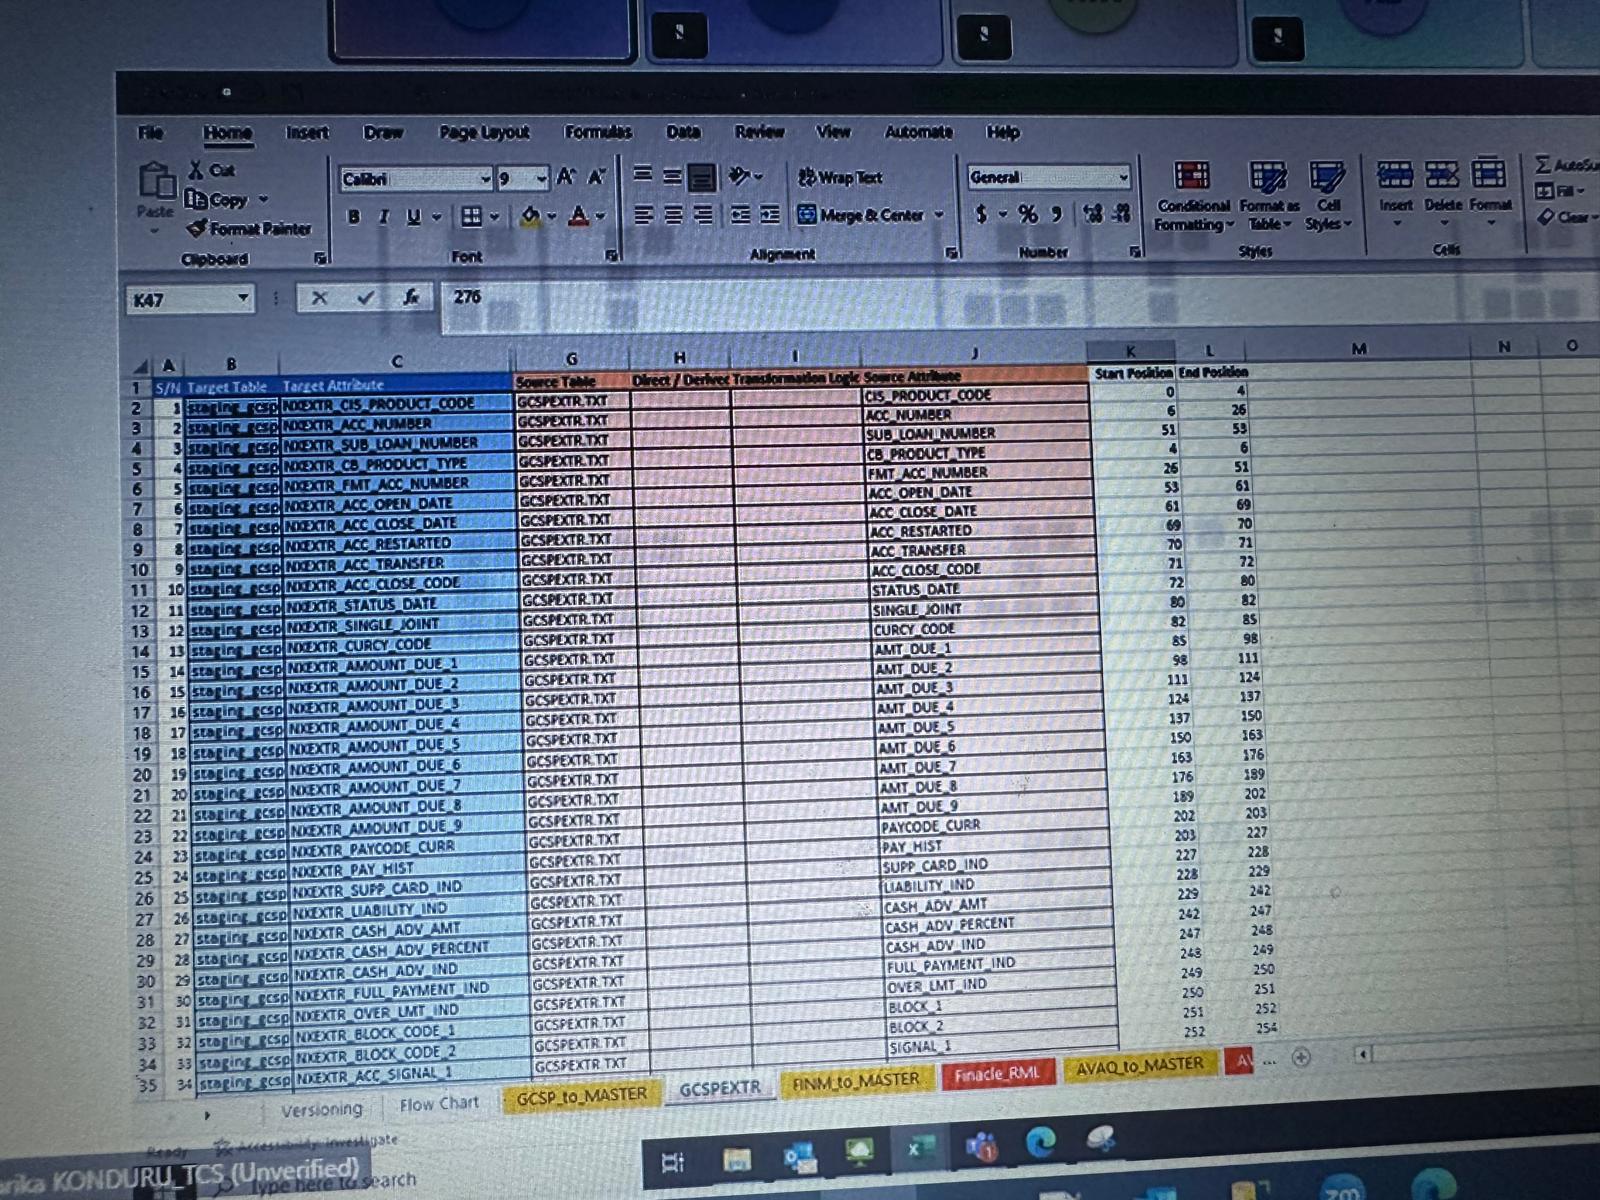 File Home Insert Draw Page Layout Formulas Data Review View Automate Help
Paste Cut Copy Format Painter Clipboard
Calibri 9 B I U Font
Wrap Text Merge & Center Alignment
General $ % Number
Conditional Formatting Format as Table Cell Styles Styles
Insert Delete Format Cells
Fill Clear
K47 fx 276
A B C G H I J K L M N O
1 S/N Target Table Target Attribute Source Table Direct / Derived Transformation Logic Source Attribute Start Position End Position
2 1 staging_gcsp NXEXTR_CIS_PRODUCT_CODE GCSPEXTR.TXT CIS_PRODUCT_CODE 0 4
3 2 staging_gcsp NXEXTR_ACC_NUMBER GCSPEXTR.TXT ACC_NUMBER 6 26
4 3 staging_gcsp NXEXTR_SUB_LOAN_NUMBER GCSPEXTR.TXT SUB_LOAN_NUMBER 51 53
5 4 staging_gcsp NXEXTR_CB_PRODUCT_TYPE GCSPEXTR.TXT CB_PRODUCT_TYPE 4 6
6 5 staging_gcsp NXEXTR_FMT_ACC_NUMBER GCSPEXTR.TXT FMT_ACC_NUMBER 26 51
7 6 staging_gcsp NXEXTR_ACC_OPEN_DATE GCSPEXTR.TXT ACC_OPEN_DATE 53 61
8 7 staging_gcsp NXEXTR_ACC_CLOSE_DATE GCSPEXTR.TXT ACC_CLOSE_DATE 61 69
9 8 staging_gcsp NXEXTR_ACC_RESTARTED GCSPEXTR.TXT ACC_RESTARTED 69 70
10 9 staging_gcsp NXEXTR_ACC_TRANSFER GCSPEXTR.TXT ACC_TRANSFER 70 71
11 10 staging_gcsp NXEXTR_ACC_CLOSE_CODE GCSPEXTR.TXT ACC_CLOSE_CODE 71 72
12 11 staging_gcsp NXEXTR_STATUS_DATE GCSPEXTR.TXT STATUS_DATE 72 80
13 12 staging_gcsp NXEXTR_SINGLE_JOINT GCSPEXTR.TXT SINGLE_JOINT 80 82
14 13 staging_gcsp NXEXTR_CURCY_CODE GCSPEXTR.TXT CURCY_CODE 82 85
15 14 staging_gcsp NXEXTR_AMOUNT_DUE_1 GCSPEXTR.TXT AMT_DUE_1 85 98
16 15 staging_gcsp NXEXTR_AMOUNT_DUE_2 GCSPEXTR.TXT AMT_DUE_2 98 111
17 16 staging_gcsp NXEXTR_AMOUNT_DUE_3 GCSPEXTR.TXT AMT_DUE_3 111 124
18 17 staging_gcsp NXEXTR_AMOUNT_DUE_4 GCSPEXTR.TXT AMT_DUE_4 124 137
19 18 staging_gcsp NXEXTR_AMOUNT_DUE_5 GCSPEXTR.TXT AMT_DUE_5 137 150
20 19 staging_gcsp NXEXTR_AMOUNT_DUE_6 GCSPEXTR.TXT AMT_DUE_6 150 163
21 20 staging_gcsp NXEXTR_AMOUNT_DUE_7 GCSPEXTR.TXT AMT_DUE_7 163 176
22 21 staging_gcsp NXEXTR_AMOUNT_DUE_8 GCSPEXTR.TXT AMT_DUE_8 176 189
23 22 staging_gcsp NXEXTR_AMOUNT_DUE_9 GCSPEXTR.TXT AMT_DUE_9 189 202
24 23 staging_gcsp NXEXTR_PAYCODE_CURR GCSPEXTR.TXT PAYCODE_CURR 202 203
25 24 staging_gcsp NXEXTR_PAY_HIST GCSPEXTR.TXT PAY_HIST 203 227
26 25 staging_gcsp NXEXTR_SUPP_CARD_IND GCSPEXTR.TXT SUPP_CARD_IND 227 228
27 26 staging_gcsp NXEXTR_LIABILITY_IND GCSPEXTR.TXT LIABILITY_IND 228 229
28 27 staging_gcsp NXEXTR_CASH_ADV_AMT GCSPEXTR.TXT CASH_ADV_AMT 229 242
29 28 staging_gcsp NXEXTR_CASH_ADV_PERCENT GCSPEXTR.TXT CASH_ADV_PERCENT 242 247
30 29 staging_gcsp NXEXTR_CASH_ADV_IND GCSPEXTR.TXT CASH_ADV_IND 247 248
31 30 staging_gcsp NXEXTR_FULL_PAYMENT_IND GCSPEXTR.TXT FULL_PAYMENT_IND 248 249
32 31 staging_gcsp NXEXTR_OVER_LMT_IND GCSPEXTR.TXT OVER_LMT_IND 249 250
33 32 staging_gcsp NXEXTR_BLOCK_CODE_1 GCSPEXTR.TXT BLOCK_1 250 251
34 33 staging_gcsp NXEXTR_BLOCK_CODE_2 GCSPEXTR.TXT BLOCK_2 251 252
35 34 staging_gcsp NXEXTR_ACC_SIGNAL_1 GCSPEXTR.TXT SIGNAL_1 252 254
Versioning Flow Chart GCSP_to_MASTER GCSPEXTR FINM_to_MASTER Finacle_RML AVAQ_to_MASTER AV ...
Ready Accessibility: Investigate
KONDURU_TCS (Unverified)
Type here to search
zm